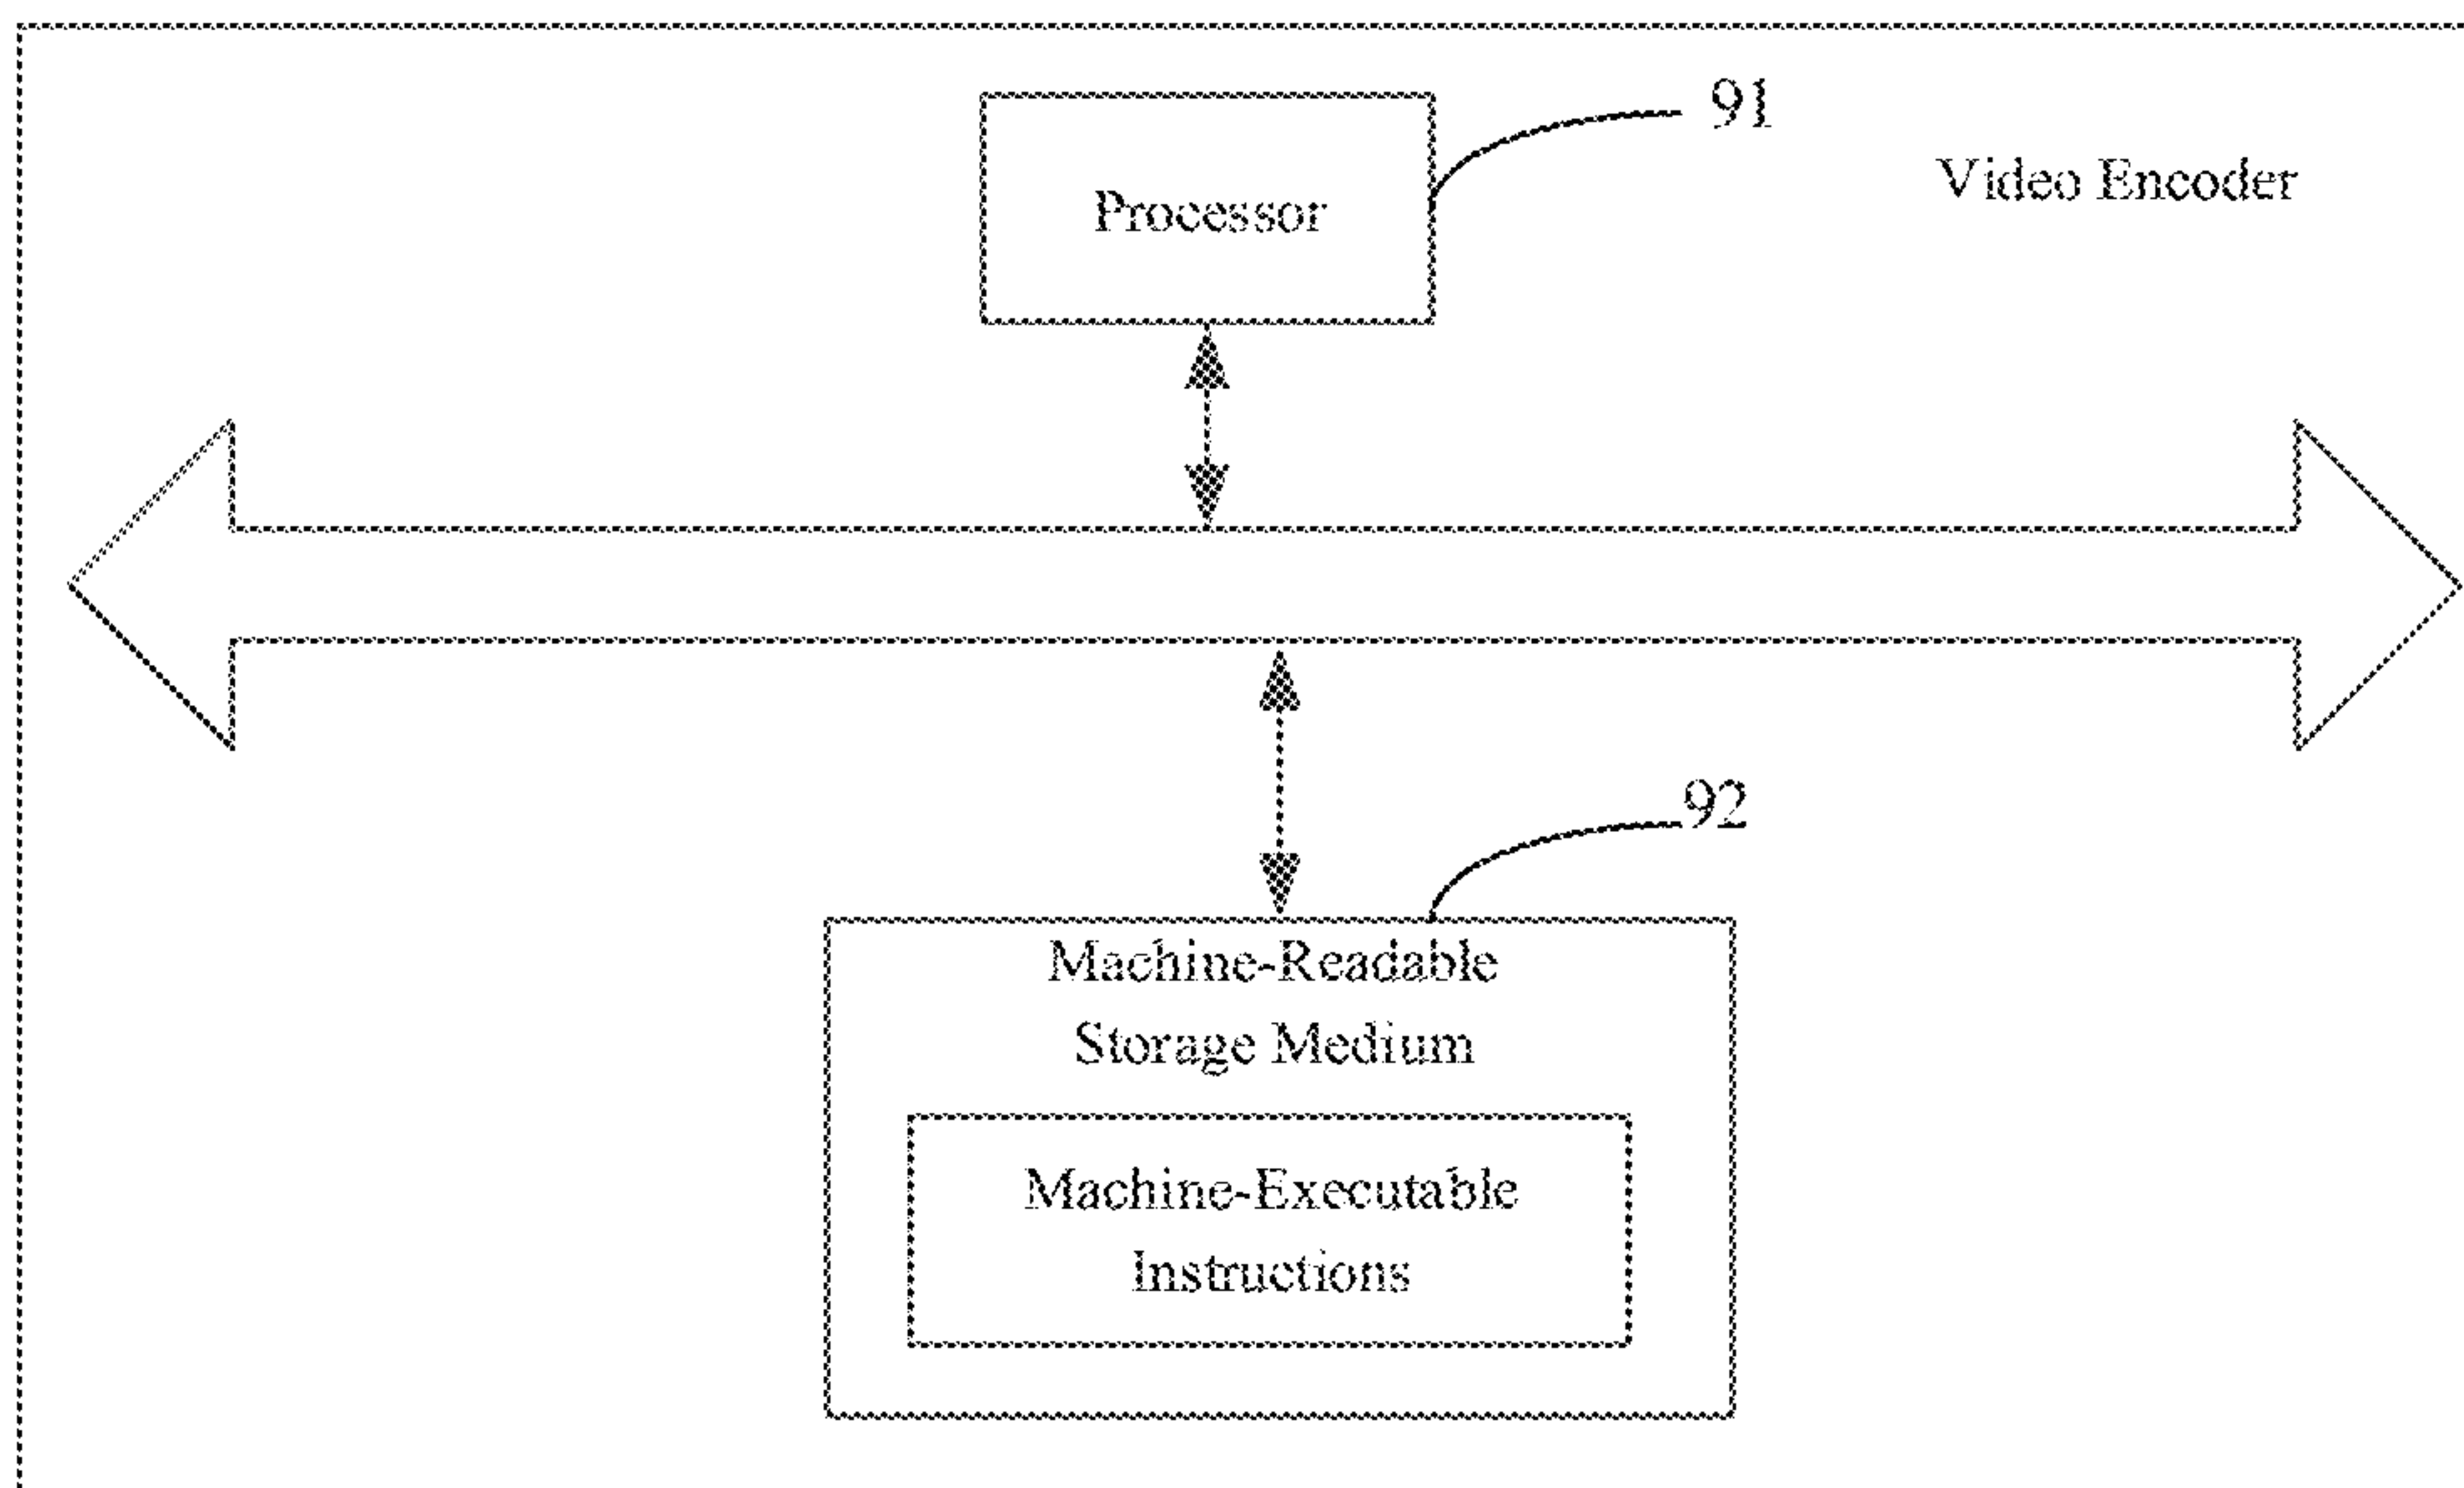 91
Video Encoder
Processor
92
Machine-Readable
Storage Medium
Machine-Executable
Instructions